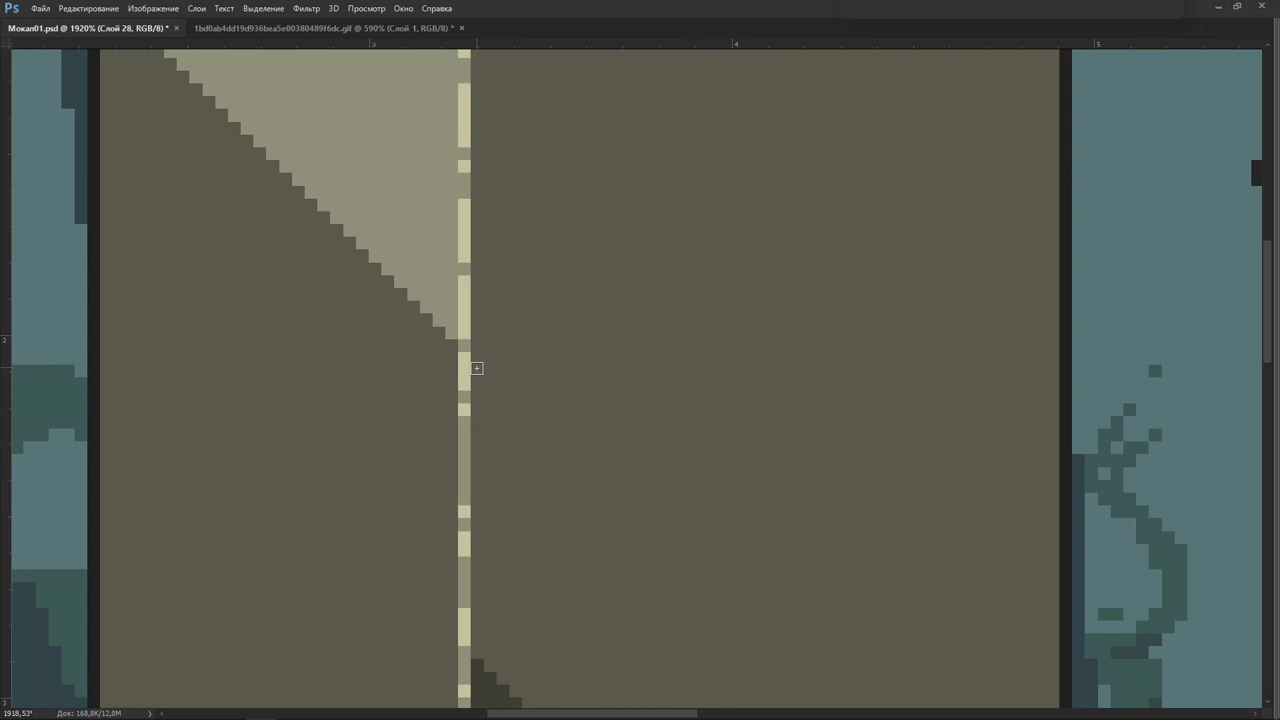 Ps Файл Редактирование Изображение Слои Текст Выделение Фильтр 3D Просмотр Окно Справка
Мокап01.psd @ 1920% (Слой 28, RGB/8) * × 1bd0ab4dd19d936bea5e00380489f6dc.gif @ 590% (Слой 1, RGB/8) * ×
3 4 5
2
3
1918,53% Док: 168,8K/12,0M